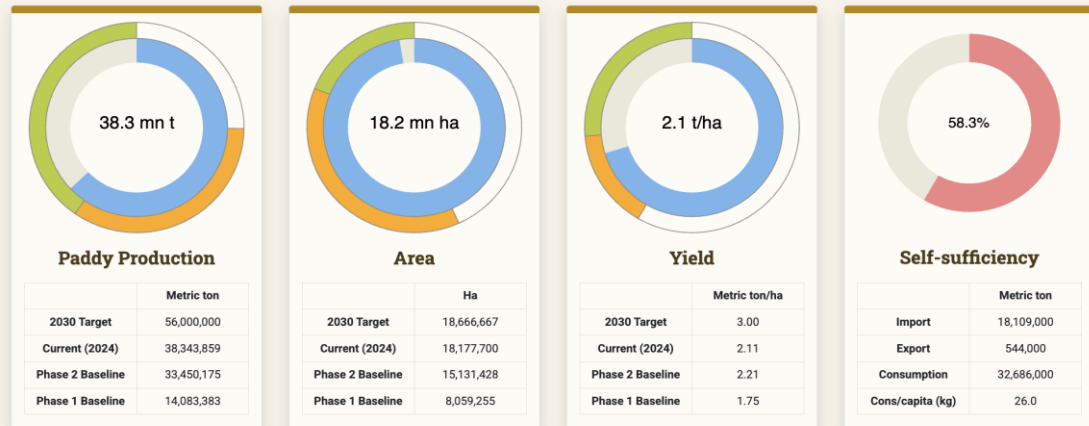 38.3 mn t
Paddy Production
Metric ton
2030 Target 56,000,000
Current (2024) 38,343,859
Phase 2 Baseline 33,450,175
Phase 1 Baseline 14,083,383
18.2 mn ha
Area
Ha
2030 Target 18,666,667
Current (2024) 18,177,700
Phase 2 Baseline 15,131,428
Phase 1 Baseline 8,059,255
2.1 t/ha
Yield
Metric ton/ha
2030 Target 3.00
Current (2024) 2.11
Phase 2 Baseline 2.21
Phase 1 Baseline 1.75
58.3%
Self-sufficiency
Metric ton
Import 18,109,000
Export 544,000
Consumption 32,686,000
Cons/capita (kg) 26.0